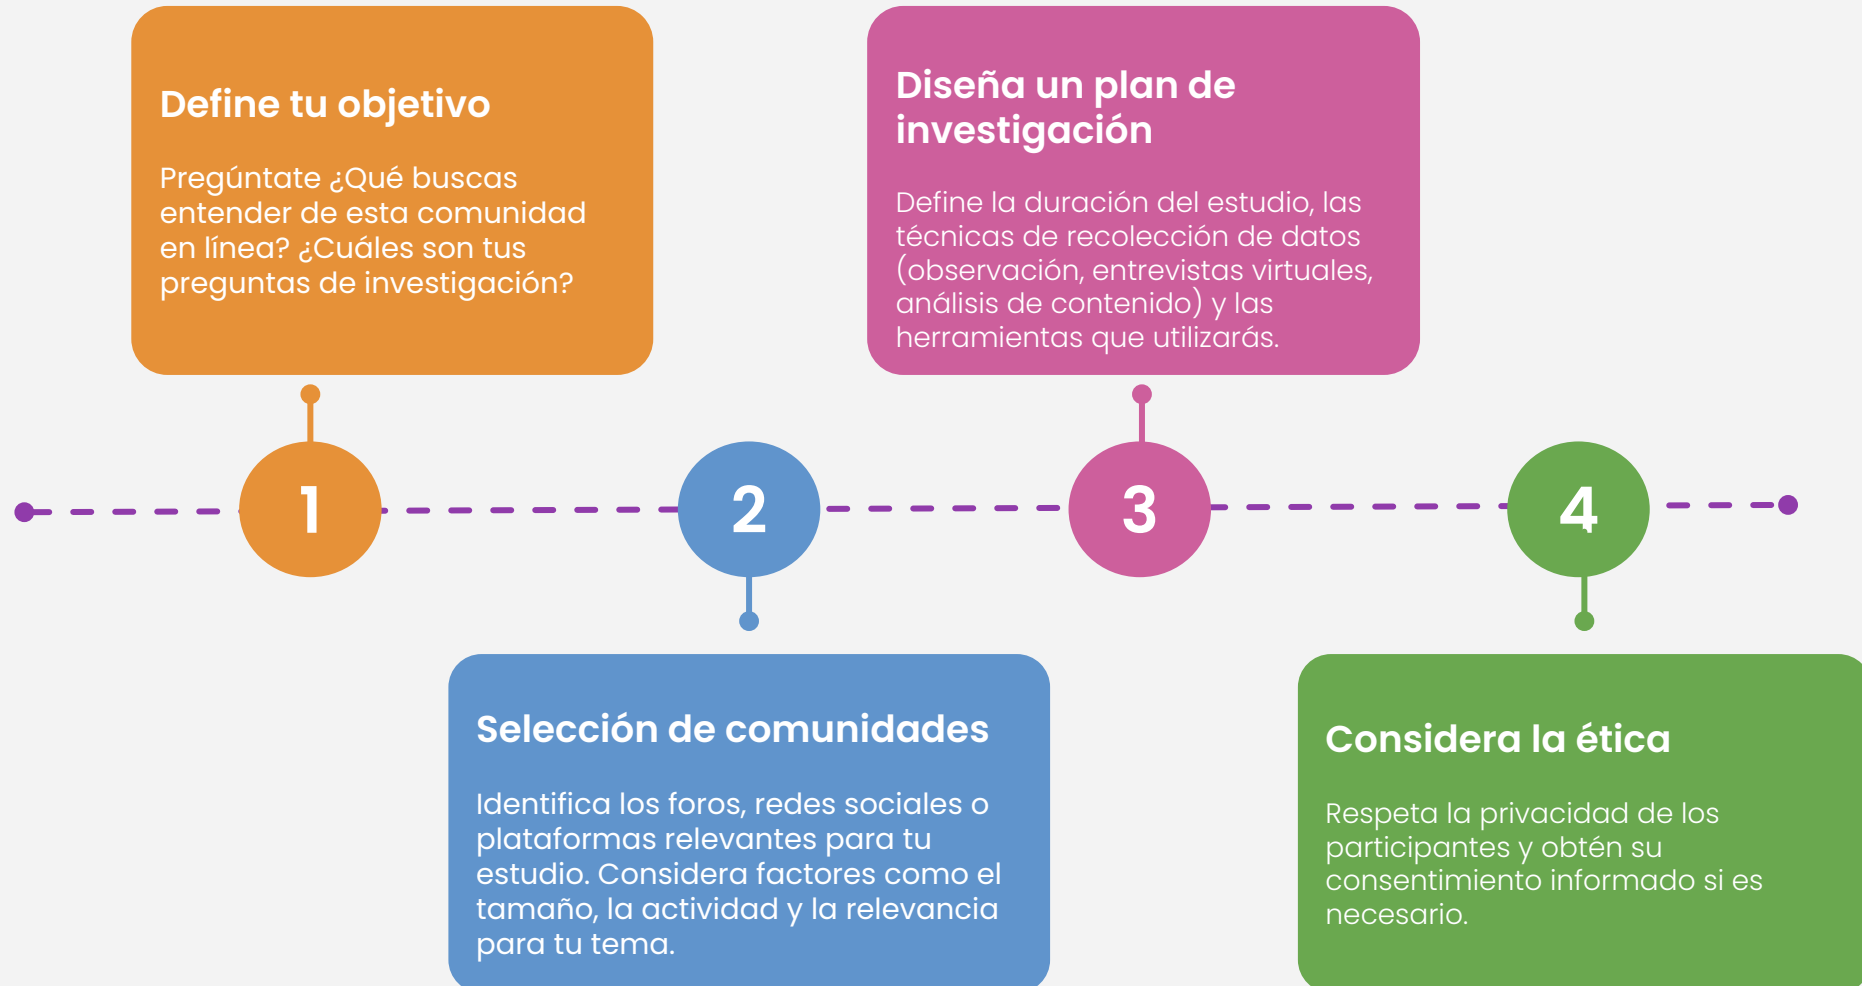 Define tu objetivo
Pregúntate ¿Qué buscas
entender de esta comunidad
en línea? ¿Cuáles son tus
preguntas de investigación?
Diseña un plan de
investigación
Define la duración del estudio, las
técnicas de recolección de datos
(observación, entrevistas virtuales,
análisis de contenido) y las
herramientas que utilizarás.
1
2
3
4
Selección de comunidades
Identifica los foros, redes sociales o
plataformas relevantes para tu
estudio. Considera factores como el
tamaño, la actividad y la relevancia
para tu tema.
Considera la ética
Respeta la privacidad de los
participantes y obtén su
consentimiento informado si es
necesario.